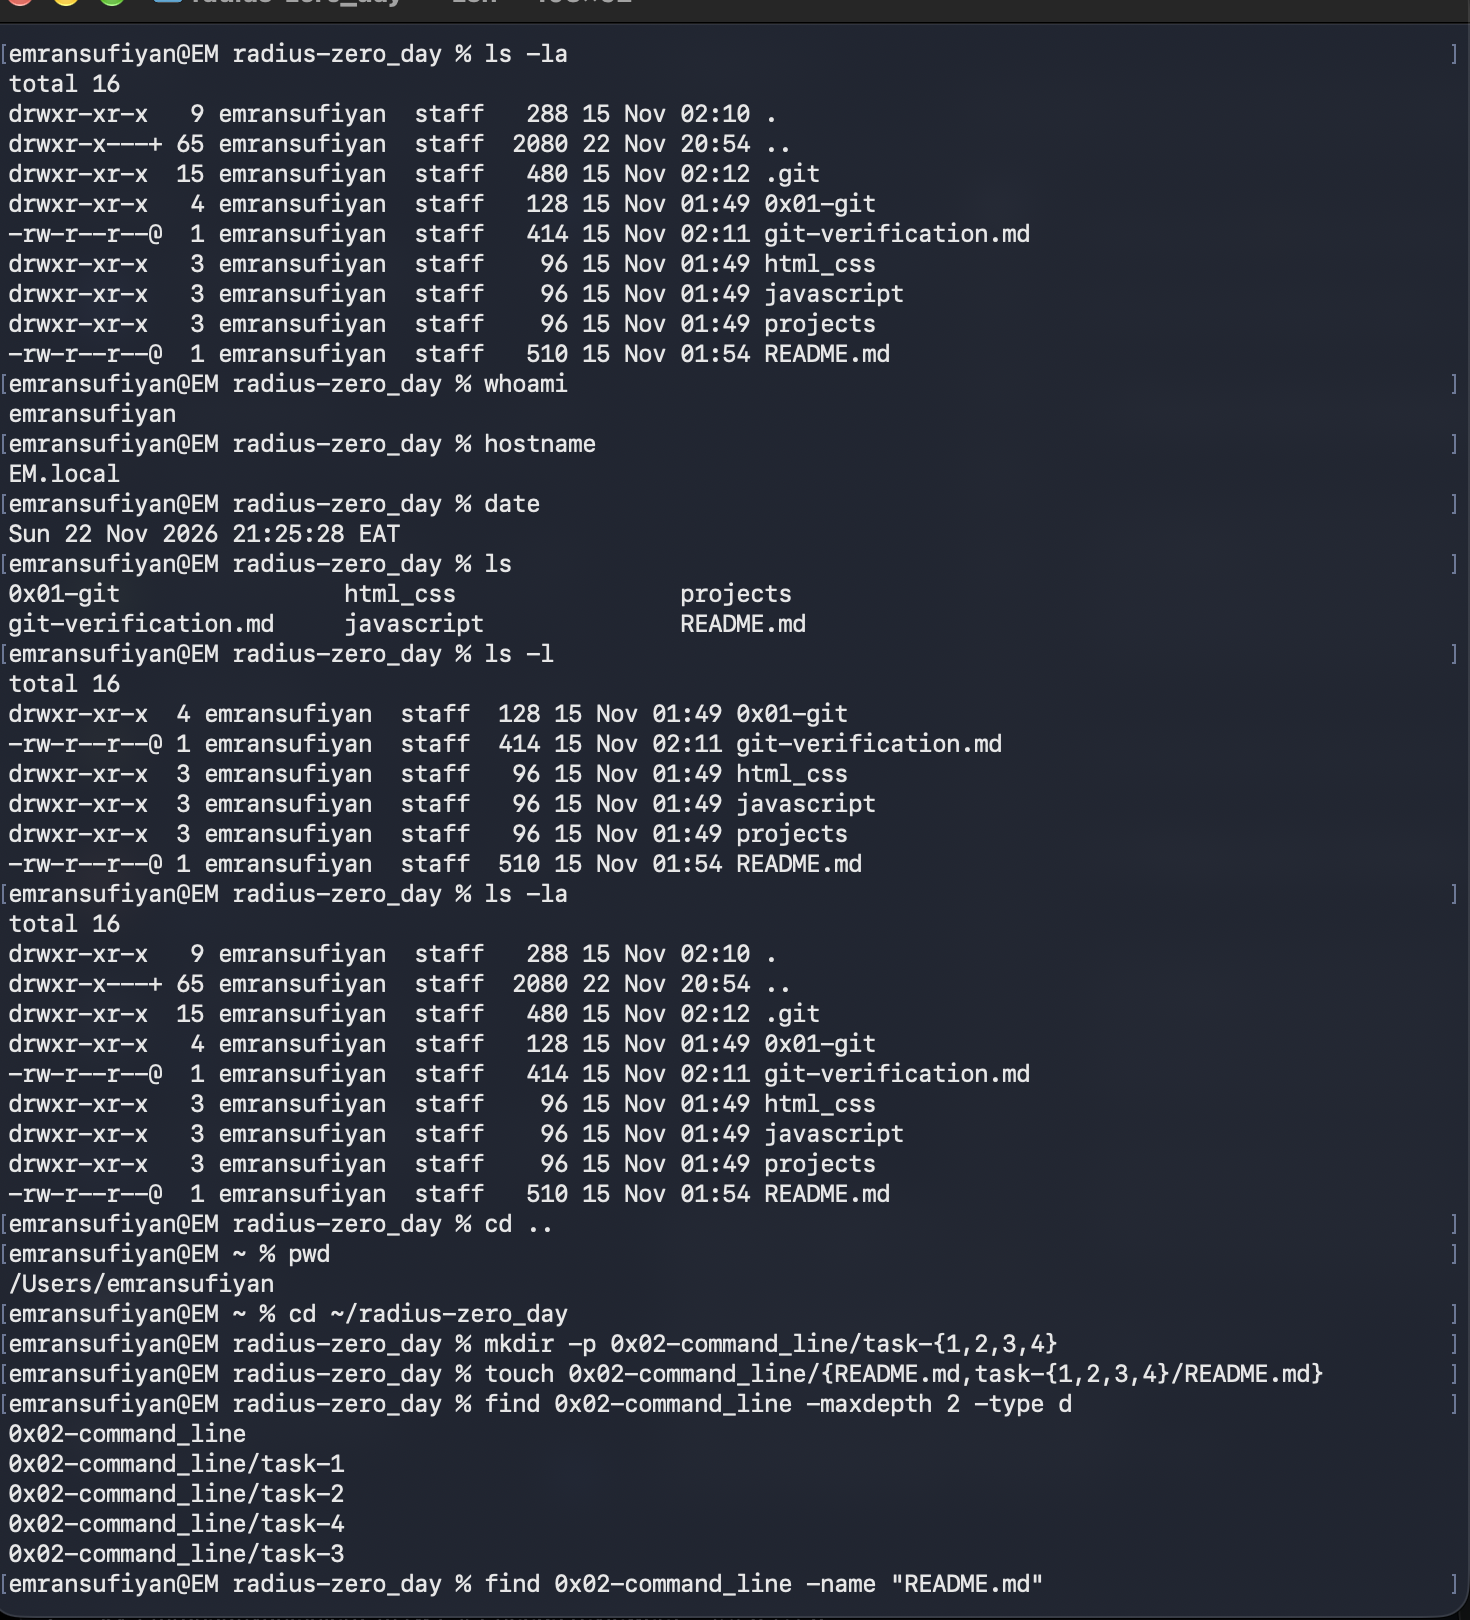 [emransufiyan@EM radius-zero_day % ls -la ]
total 16
drwxr-xr-x   9 emransufiyan  staff   288 15 Nov 02:10 .
drwxr-x---+ 65 emransufiyan  staff  2080 22 Nov 20:54 ..
drwxr-xr-x  15 emransufiyan  staff   480 15 Nov 02:12 .git
drwxr-xr-x   4 emransufiyan  staff   128 15 Nov 01:49 0x01-git
-rw-r--r--@  1 emransufiyan  staff   414 15 Nov 02:11 git-verification.md
drwxr-xr-x   3 emransufiyan  staff    96 15 Nov 01:49 html_css
drwxr-xr-x   3 emransufiyan  staff    96 15 Nov 01:49 javascript
drwxr-xr-x   3 emransufiyan  staff    96 15 Nov 01:49 projects
-rw-r--r--@  1 emransufiyan  staff   510 15 Nov 01:54 README.md
[emransufiyan@EM radius-zero_day % whoami ]
emransufiyan
[emransufiyan@EM radius-zero_day % hostname ]
EM.local
[emransufiyan@EM radius-zero_day % date ]
Sun 22 Nov 2026 21:25:28 EAT
[emransufiyan@EM radius-zero_day % ls ]
0x01-git                html_css                projects
git-verification.md     javascript              README.md
[emransufiyan@EM radius-zero_day % ls -l ]
total 16
drwxr-xr-x  4 emransufiyan  staff  128 15 Nov 01:49 0x01-git
-rw-r--r--@ 1 emransufiyan  staff  414 15 Nov 02:11 git-verification.md
drwxr-xr-x  3 emransufiyan  staff   96 15 Nov 01:49 html_css
drwxr-xr-x  3 emransufiyan  staff   96 15 Nov 01:49 javascript
drwxr-xr-x  3 emransufiyan  staff   96 15 Nov 01:49 projects
-rw-r--r--@ 1 emransufiyan  staff  510 15 Nov 01:54 README.md
[emransufiyan@EM radius-zero_day % ls -la ]
total 16
drwxr-xr-x   9 emransufiyan  staff   288 15 Nov 02:10 .
drwxr-x---+ 65 emransufiyan  staff  2080 22 Nov 20:54 ..
drwxr-xr-x  15 emransufiyan  staff   480 15 Nov 02:12 .git
drwxr-xr-x   4 emransufiyan  staff   128 15 Nov 01:49 0x01-git
-rw-r--r--@  1 emransufiyan  staff   414 15 Nov 02:11 git-verification.md
drwxr-xr-x   3 emransufiyan  staff    96 15 Nov 01:49 html_css
drwxr-xr-x   3 emransufiyan  staff    96 15 Nov 01:49 javascript
drwxr-xr-x   3 emransufiyan  staff    96 15 Nov 01:49 projects
-rw-r--r--@  1 emransufiyan  staff   510 15 Nov 01:54 README.md
[emransufiyan@EM radius-zero_day % cd .. ]
[emransufiyan@EM ~ % pwd ]
/Users/emransufiyan
[emransufiyan@EM ~ % cd ~/radius-zero_day ]
[emransufiyan@EM radius-zero_day % mkdir -p 0x02-command_line/task-{1,2,3,4} ]
[emransufiyan@EM radius-zero_day % touch 0x02-command_line/{README.md,task-{1,2,3,4}/README.md} ]
[emransufiyan@EM radius-zero_day % find 0x02-command_line -maxdepth 2 -type d ]
0x02-command_line
0x02-command_line/task-1
0x02-command_line/task-2
0x02-command_line/task-4
0x02-command_line/task-3
[emransufiyan@EM radius-zero_day % find 0x02-command_line -name "README.md" ]